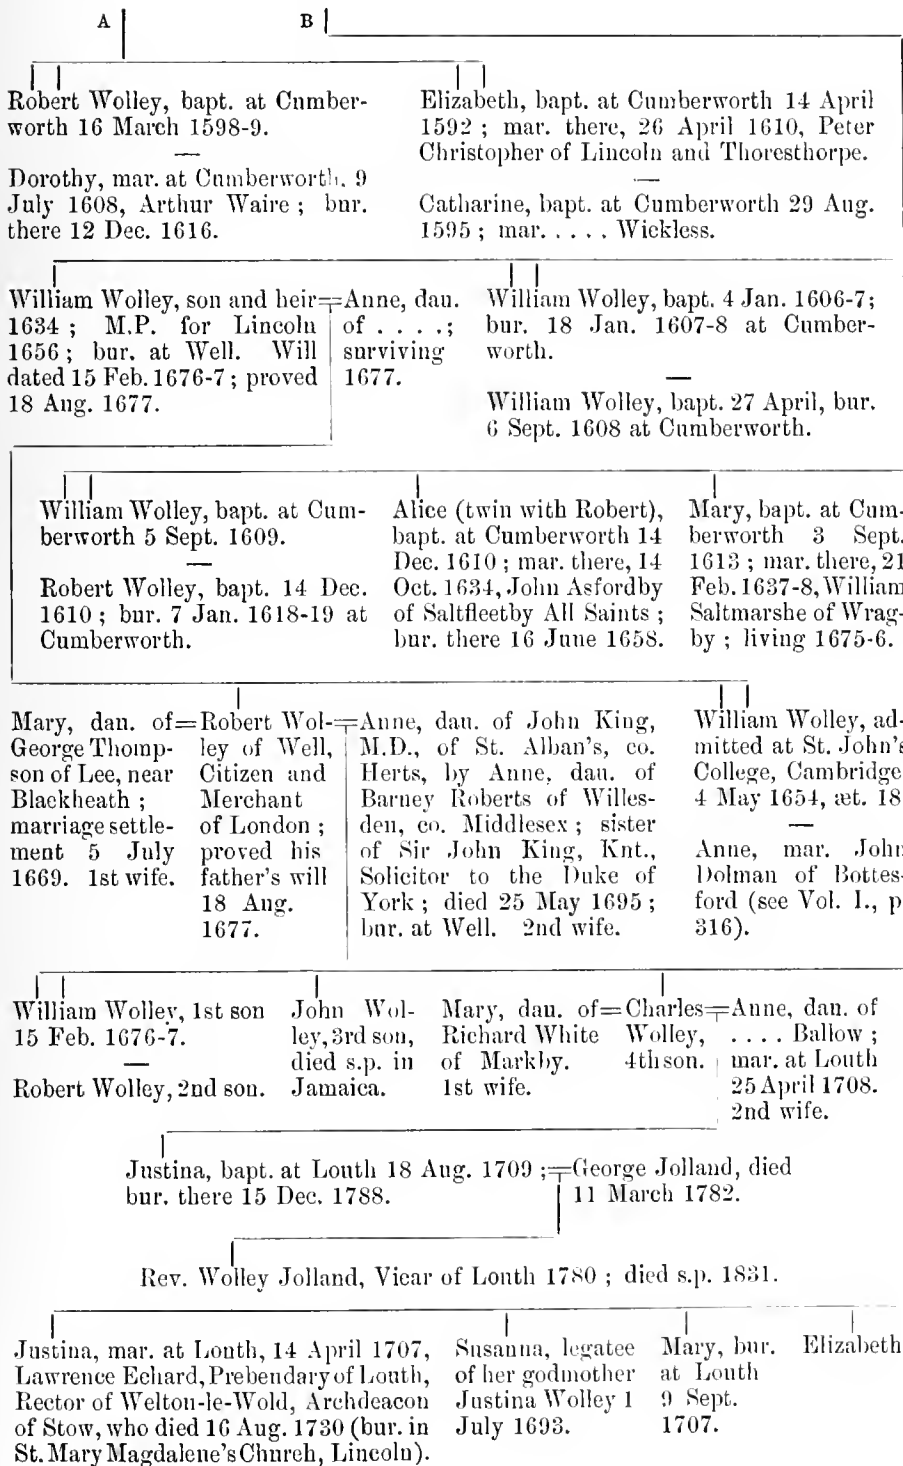 A B
Robert Wolley, bapt. at Cumber-
worth 16 March 1598-9.
—
Dorothy, mar. at Cumberworth, 9
July 1608, Arthur Waire ; bur.
there 12 Dec. 1616.
Elizabeth, bapt. at Cumberworth 14 April
1592 ; mar. there, 26 April 1610, Peter
Christopher of Lincoln and Thoresthorpe.
—
Catharine, bapt. at Cumberworth 29 Aug.
1595 ; mar. . . . . Wickless.
William Wolley, son and heir
1634 ; M.P. for Lincoln
1656 ; bur. at Well. Will
dated 15 Feb. 1676-7 ; proved
18 Aug. 1677.
=Anne, dau.
of . . . . ;
surviving
1677.
William Wolley, bapt. 4 Jan. 1606-7;
bur. 18 Jan. 1607-8 at Cumber-
worth.
—
William Wolley, bapt. 27 April, bur.
6 Sept. 1608 at Cumberworth.
William Wolley, bapt. at Cum-
berworth 5 Sept. 1609.
—
Robert Wolley, bapt. 14 Dec.
1610 ; bur. 7 Jan. 1618-19 at
Cumberworth.
Alice (twin with Robert),
bapt. at Cumberworth 14
Dec. 1610 ; mar. there, 14
Oct. 1634, John Asfordby
of Saltfleetby All Saints ;
bur. there 16 June 1658.
Mary, bapt. at Cum-
berworth 3 Sept.
1613 ; mar. there, 21
Feb. 1637-8, William
Saltmarshe of Wrag-
by ; living 1675-6.
Mary, dau. of
George Thomp-
son of Lee, near
Blackheath ;
marriage settle-
ment 5 July
1669. 1st wife.
=Robert Wol-
ley of Well,
Citizen and
Merchant
of London ;
proved his
father's will
18 Aug.
1677.
=Anne, dau. of John King,
M.D., of St. Alban's, co.
Herts, by Anne, dau. of
Barney Roberts of Willes-
den, co. Middlesex ; sister
of Sir John King, Knt.,
Solicitor to the Duke of
York ; died 25 May 1695 ;
bur. at Well. 2nd wife.
William Wolley, ad-
mitted at St. John's
College, Cambridge
4 May 1654, æt. 18
—
Anne, mar. John
Dolman of Bottes-
ford (see Vol. I., p
316).
William Wolley, 1st son
15 Feb. 1676-7.
—
Robert Wolley, 2nd son.
John Wol-
ley, 3rd son,
died s.p. in
Jamaica.
Mary, dau. of
Richard White
of Markby.
1st wife.
=Charles
Wolley,
4th son.
=Anne, dau. of
. . . . Ballow ;
mar. at Louth
25 April 1708.
2nd wife.
Justina, bapt. at Louth 18 Aug. 1709 ;
bur. there 15 Dec. 1788.
=George Jolland, died
11 March 1782.
Rev. Wolley Jolland, Vicar of Louth 1780 ; died s.p. 1831.
Justina, mar. at Louth, 14 April 1707,
Lawrence Echard, Prebendary of Louth,
Rector of Welton-le-Wold, Archdeacon
of Stow, who died 16 Aug. 1730 (bur. in
St. Mary Magdalene's Church, Lincoln).
Susanna, legatee
of her godmother
Justina Wolley 1
July 1693.
Mary, bur.
at Louth
9 Sept.
1707.
Elizabeth